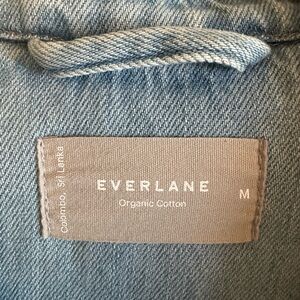 Colombo, Sri Lanka
EVERLANE
Organic Cotton
M